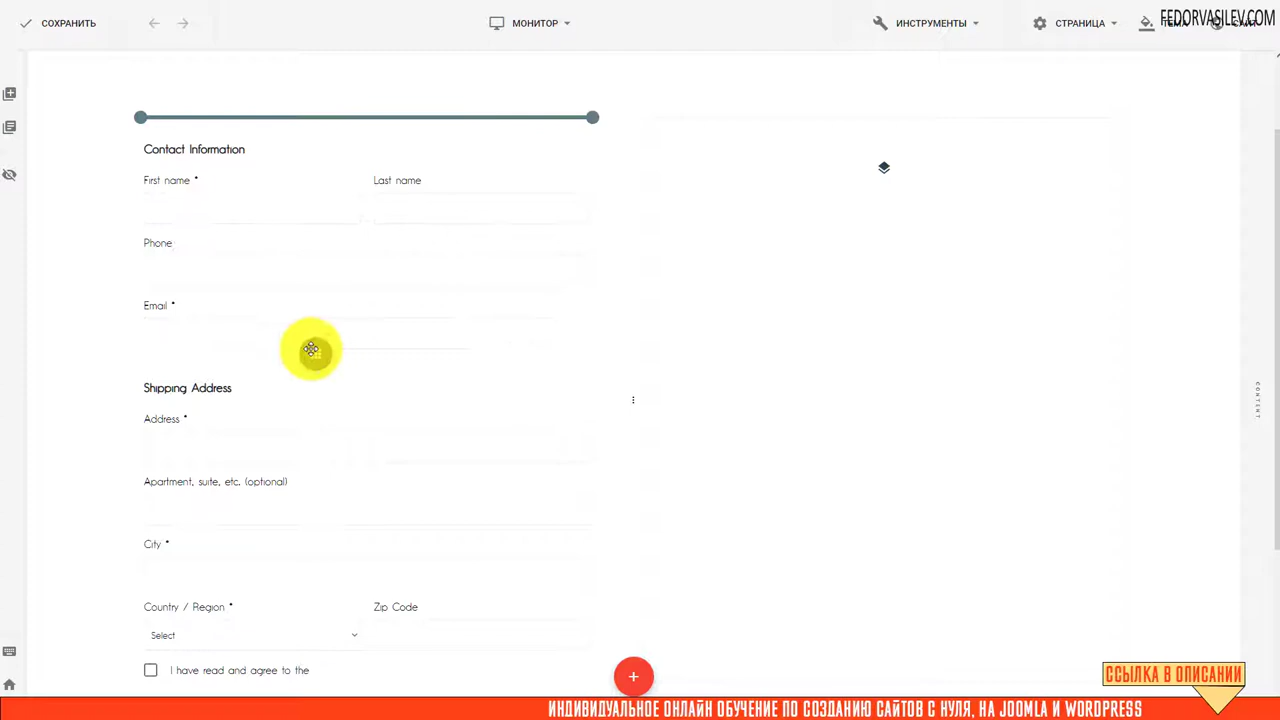 СОХРАНИТЬ
МОНИТОР
ИНСТРУМЕНТЫ
СТРАНИЦА
FEDORVASILEV.COM
Contact Information
First name *
Last name
Phone
Email *
Shipping Address
Address *
Apartment, suite, etc. (optional)
City *
Country / Region *
Zip Code
Select
I have read and agree to the
CONTENT
ССЫЛКА В ОПИСАНИИ
ИНДИВИДУАЛЬНОЕ ОНЛАЙН ОБУЧЕНИЕ ПО СОЗДАНИЮ САЙТОВ С НУЛЯ, НА JOOMLA И WORDPRESS